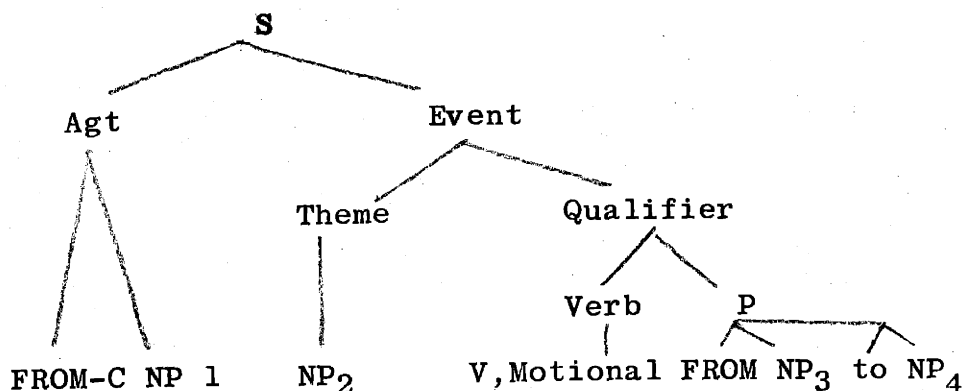 S
Agt Event
Theme Qualifier
Verb P
FROM-C NP 1 NP₂ V,Motional FROM NP₃ to NP₄